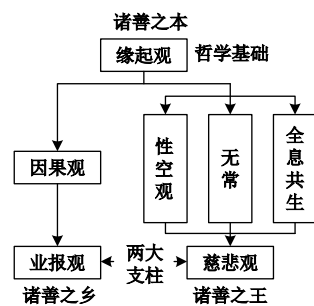 诸善之本
缘起观
哲学基础
因果观
性空观
无常
全息共生
业报观
两大
支柱
慈悲观
诸善之乡
诸善之王